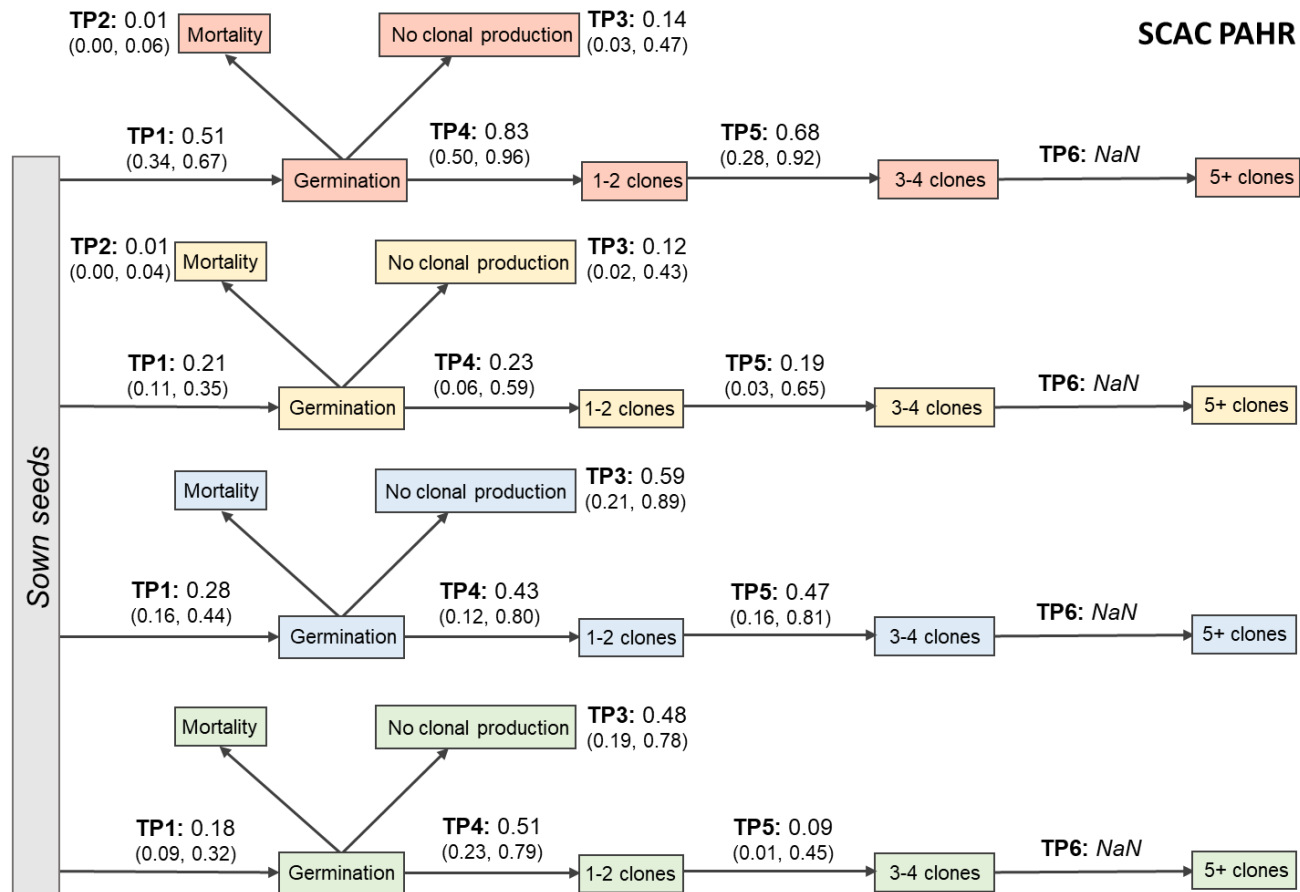 SCAC PAHR
Sown seeds
TP2: 0.01
(0.00, 0.06)
Mortality
No clonal production
TP3: 0.14
(0.03, 0.47)
TP1: 0.51
(0.34, 0.67)
Germination
TP4: 0.83
(0.50, 0.96)
1-2 clones
TP5: 0.68
(0.28, 0.92)
3-4 clones
TP6: NaN
5+ clones
TP2: 0.01
(0.00, 0.04)
Mortality
No clonal production
TP3: 0.12
(0.02, 0.43)
TP1: 0.21
(0.11, 0.35)
Germination
TP4: 0.23
(0.06, 0.59)
1-2 clones
TP5: 0.19
(0.03, 0.65)
3-4 clones
TP6: NaN
5+ clones
Mortality
No clonal production
TP3: 0.59
(0.21, 0.89)
TP1: 0.28
(0.16, 0.44)
Germination
TP4: 0.43
(0.12, 0.80)
1-2 clones
TP5: 0.47
(0.16, 0.81)
3-4 clones
TP6: NaN
5+ clones
Mortality
No clonal production
TP3: 0.48
(0.19, 0.78)
TP1: 0.18
(0.09, 0.32)
Germination
TP4: 0.51
(0.23, 0.79)
1-2 clones
TP5: 0.09
(0.01, 0.45)
3-4 clones
TP6: NaN
5+ clones